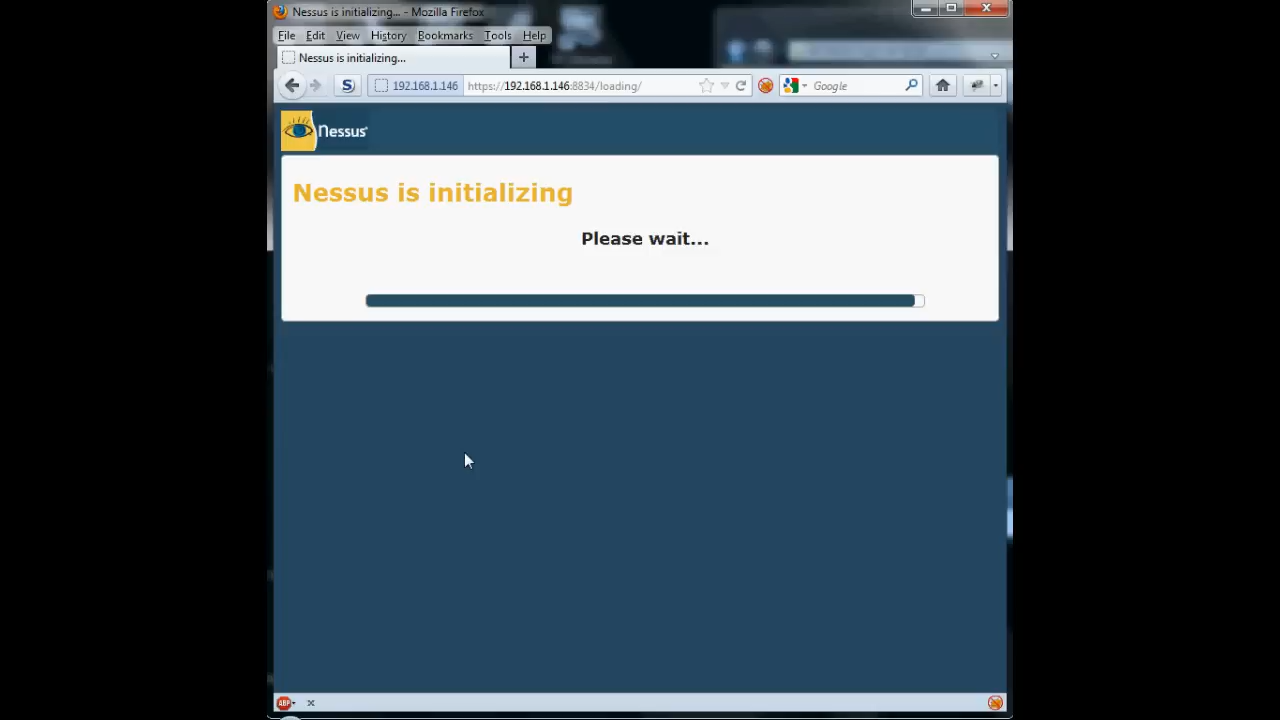 Nessus is initializing... - Mozilla Firefox
File Edit View History Bookmarks Tools Help
Nessus is initializing...
192.168.1.146 https://192.168.1.146:8834/loading/ Google
Nessus
Nessus is initializing
Please wait...
ABP